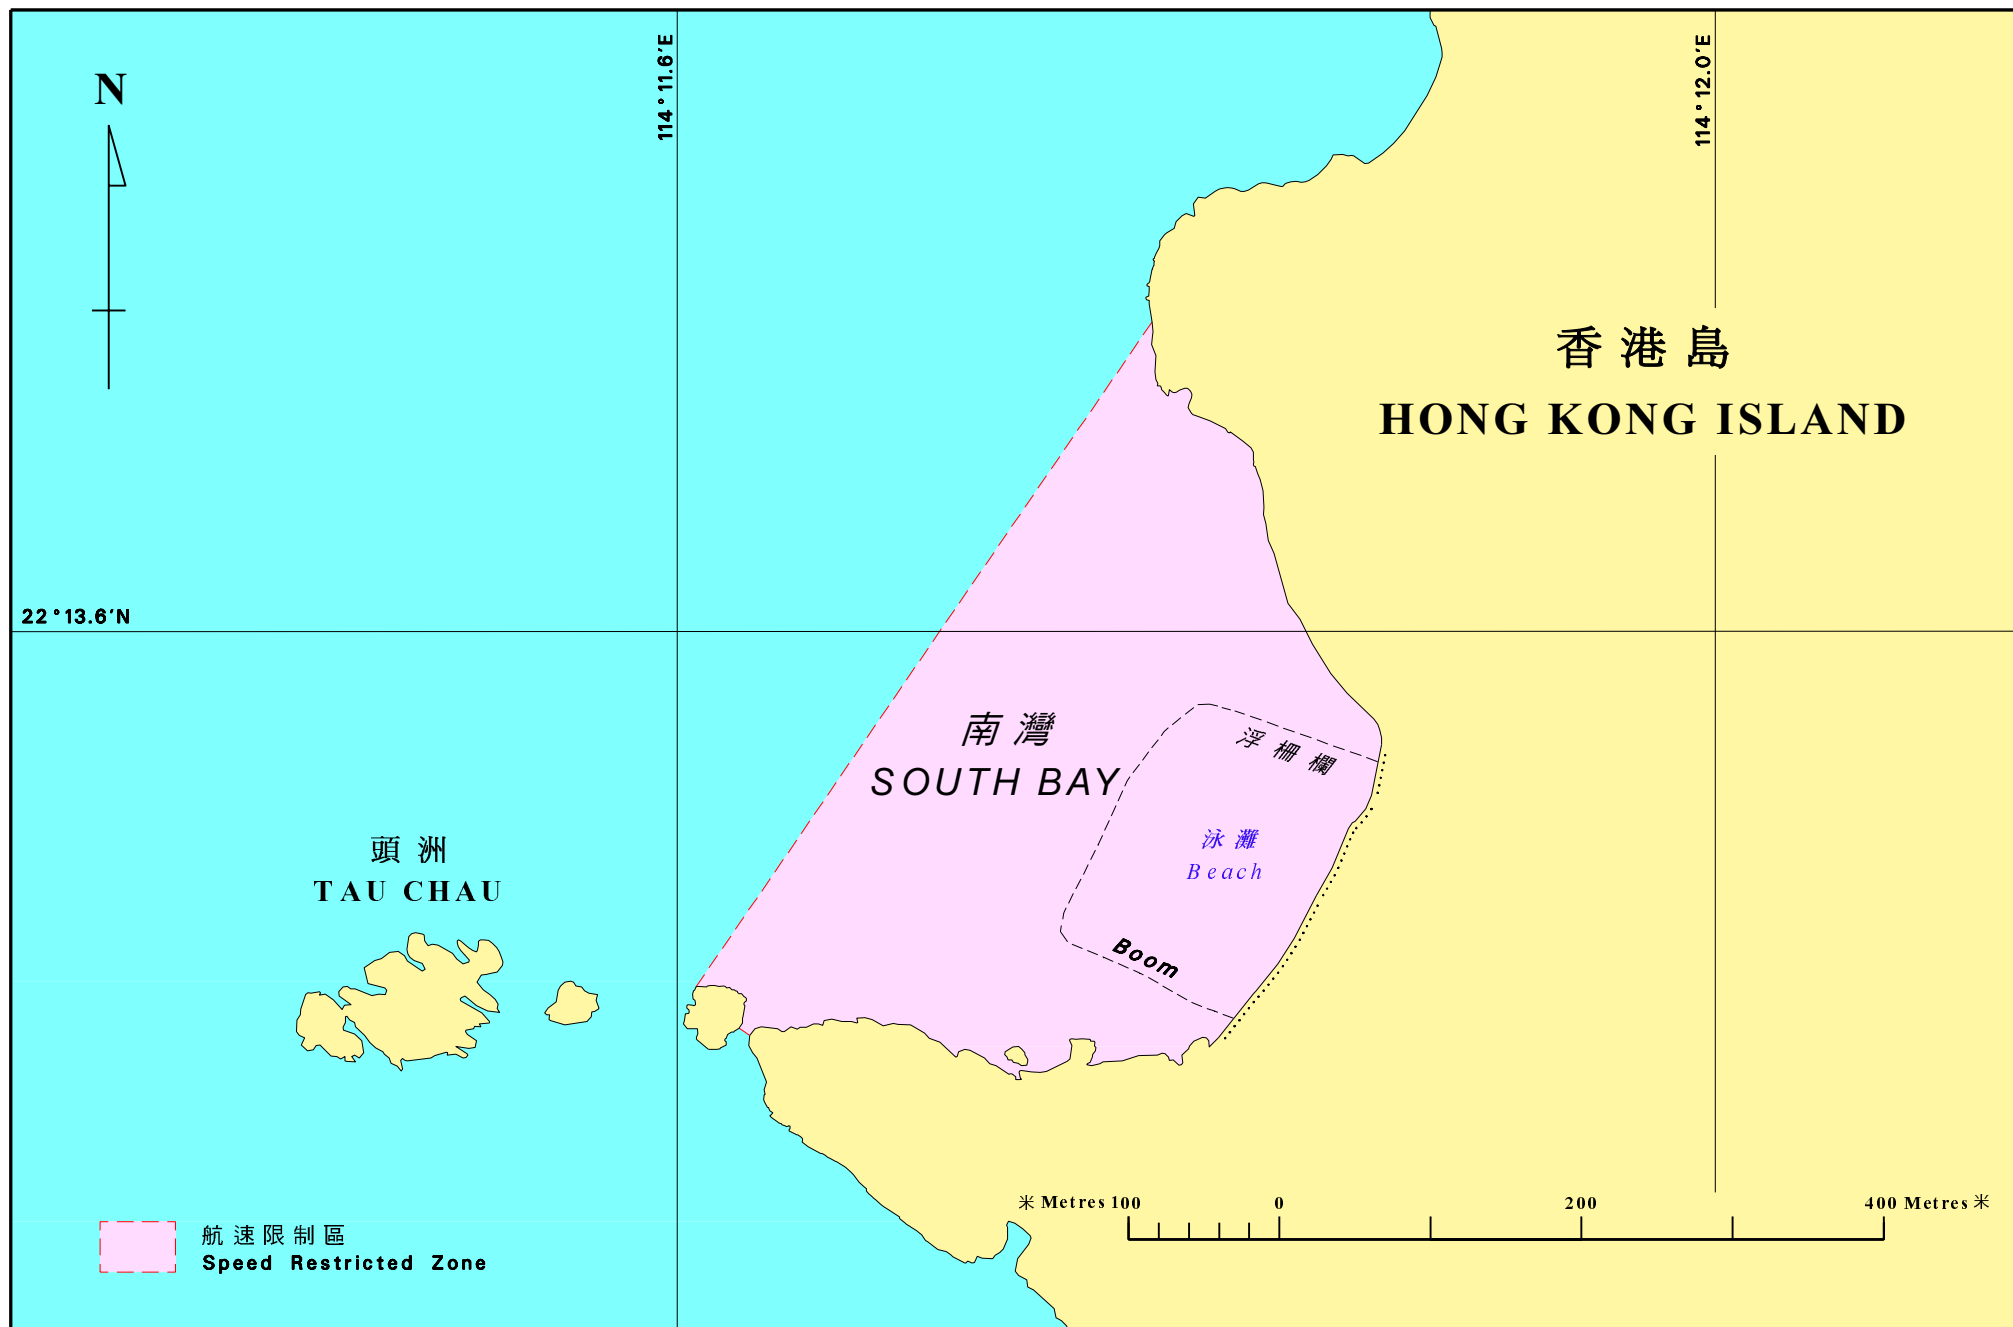 N
114°11.6'E
114°12.0'E
香港島
HONG KONG ISLAND
22°13.6'N
南灣
SOUTH BAY
浮柵欄
泳灘
Beach
Boom
頭洲
TAU CHAU
米 Metres 100 0 200 400 Metres 米
航速限制區
Speed Restricted Zone